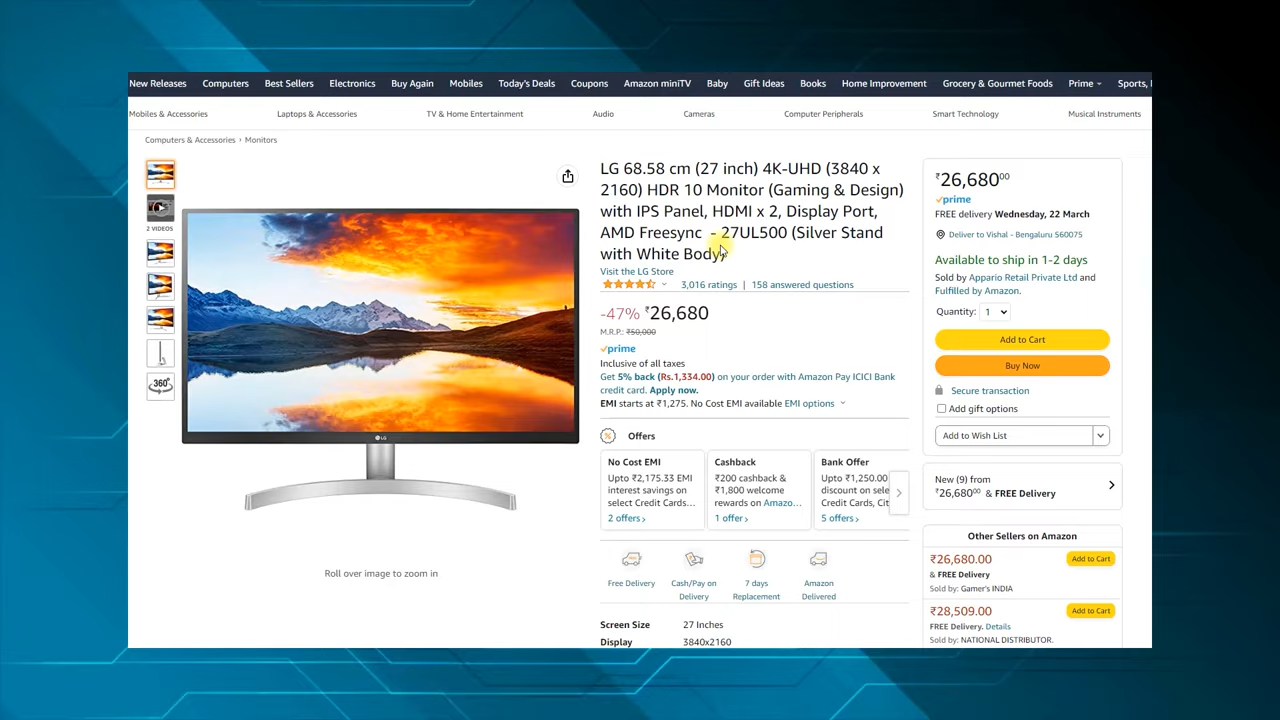 New Releases Computers Best Sellers Electronics Buy Again Mobiles Today's Deals Coupons Amazon miniTV Baby Gift Ideas Books Home Improvement Grocery & Gourmet Foods Prime Sports,
Mobiles & Accessories Laptops & Accessories TV & Home Entertainment Audio Cameras Computer Peripherals Smart Technology Musical Instruments
Computers & Accessories › Monitors
2 VIDEOS
360°
LG
Roll over image to zoom in
LG 68.58 cm (27 inch) 4K-UHD (3840 x
2160) HDR 10 Monitor (Gaming & Design)
with IPS Panel, HDMI x 2, Display Port,
AMD Freesync - 27UL500 (Silver Stand
with White Body)
Visit the LG Store
3,016 ratings | 158 answered questions
-47% ₹26,680
M.R.P.: ₹50,000
prime
Inclusive of all taxes
Get 5% back (Rs.1,334.00) on your order with Amazon Pay ICICI Bank
credit card. Apply now.
EMI starts at ₹1,275. No Cost EMI available EMI options
Offers
No Cost EMI
Upto ₹2,175.33 EMI
interest savings on
select Credit Cards...
2 offers ›
Cashback
₹200 cashback &
₹1,800 welcome
rewards on Amazo...
1 offer ›
Bank Offer
Upto ₹1,250.00
discount on sele
Credit Cards, Cit
5 offers ›
Free Delivery
Cash/Pay on
Delivery
7 days
Replacement
Amazon
Delivered
Screen Size 27 Inches
Display 3840x2160
₹26,680.00
prime
FREE delivery Wednesday, 22 March
Deliver to Vishal - Bengaluru 560075
Available to ship in 1-2 days
Sold by Appario Retail Private Ltd and
Fulfilled by Amazon.
Quantity: 1
Add to Cart
Buy Now
Secure transaction
Add gift options
Add to Wish List
New (9) from
₹26,680.00 & FREE Delivery
Other Sellers on Amazon
₹26,680.00 Add to Cart
& FREE Delivery
Sold by: Gamer's INDIA
₹28,509.00 Add to Cart
FREE Delivery. Details
Sold by: NATIONAL DISTRIBUTOR.